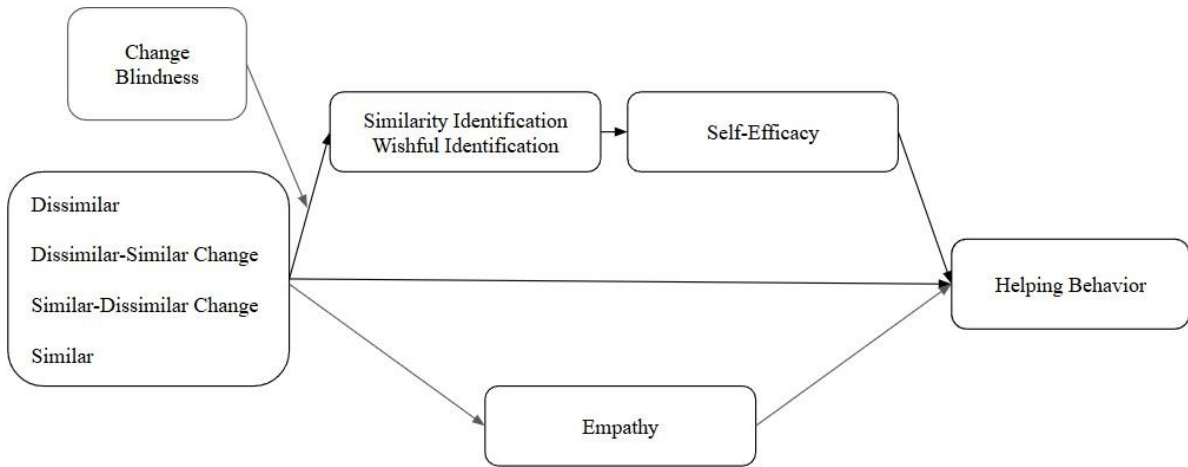 Change
Blindness
Similarity Identification
Wishful Identification
Self-Efficacy
Dissimilar
Dissimilar-Similar Change
Similar-Dissimilar Change
Similar
Helping Behavior
Empathy